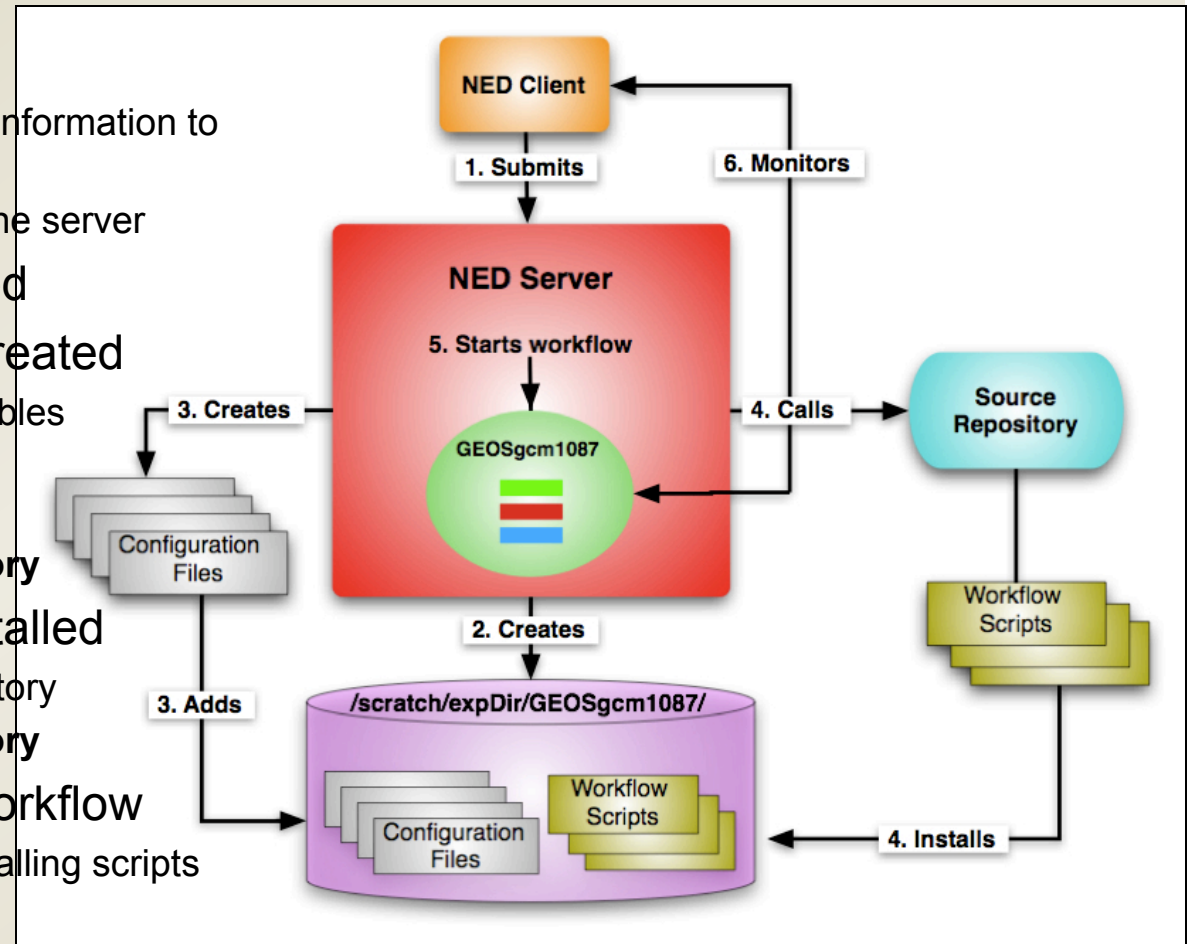 nformation to
ne server
d
reated
bles
ory
talled
tory
ory
orkflow
alling scripts
NED Client
1. Submits
6. Monitors
NED Server
5. Starts workflow
3. Creates
4. Calls
Source
Repository
GEOSgcm1087
Configuration
Files
2. Creates
Workflow
Scripts
3. Adds
/scratch/expDir/GEOSgcm1087/
Configuration
Files
Workflow
Scripts
4. Installs